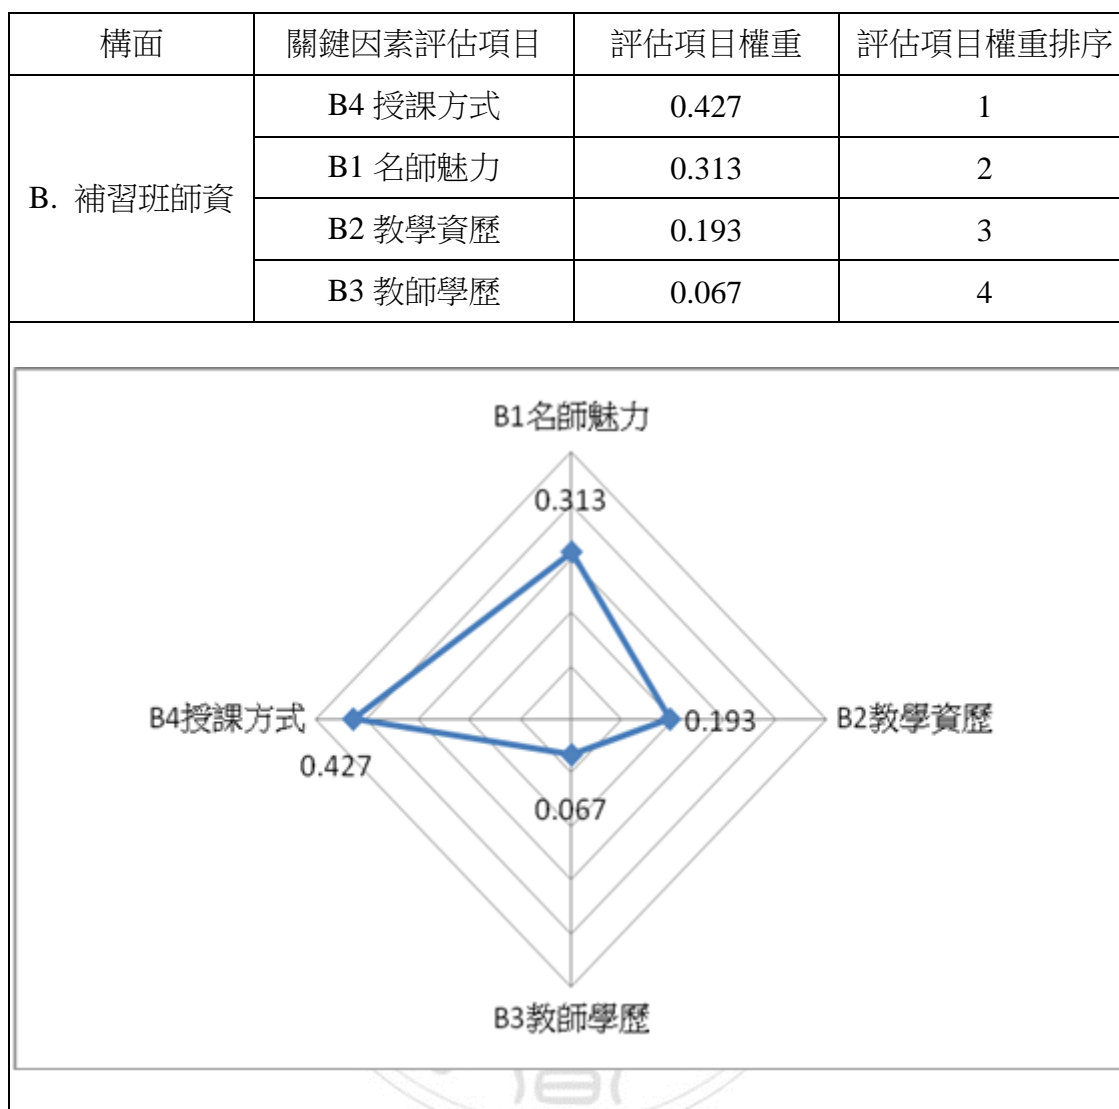 構面 關鍵因素評估項目 評估項目權重 評估項目權重排序
B. 補習班師資
B4 授課方式 0.427 1
B1 名師魅力 0.313 2
B2 教學資歷 0.193 3
B3 教師學歷 0.067 4
B1名師魅力
0.313
B4授課方式
0.193
B2教學資歷
0.427
0.067
B3教師學歷